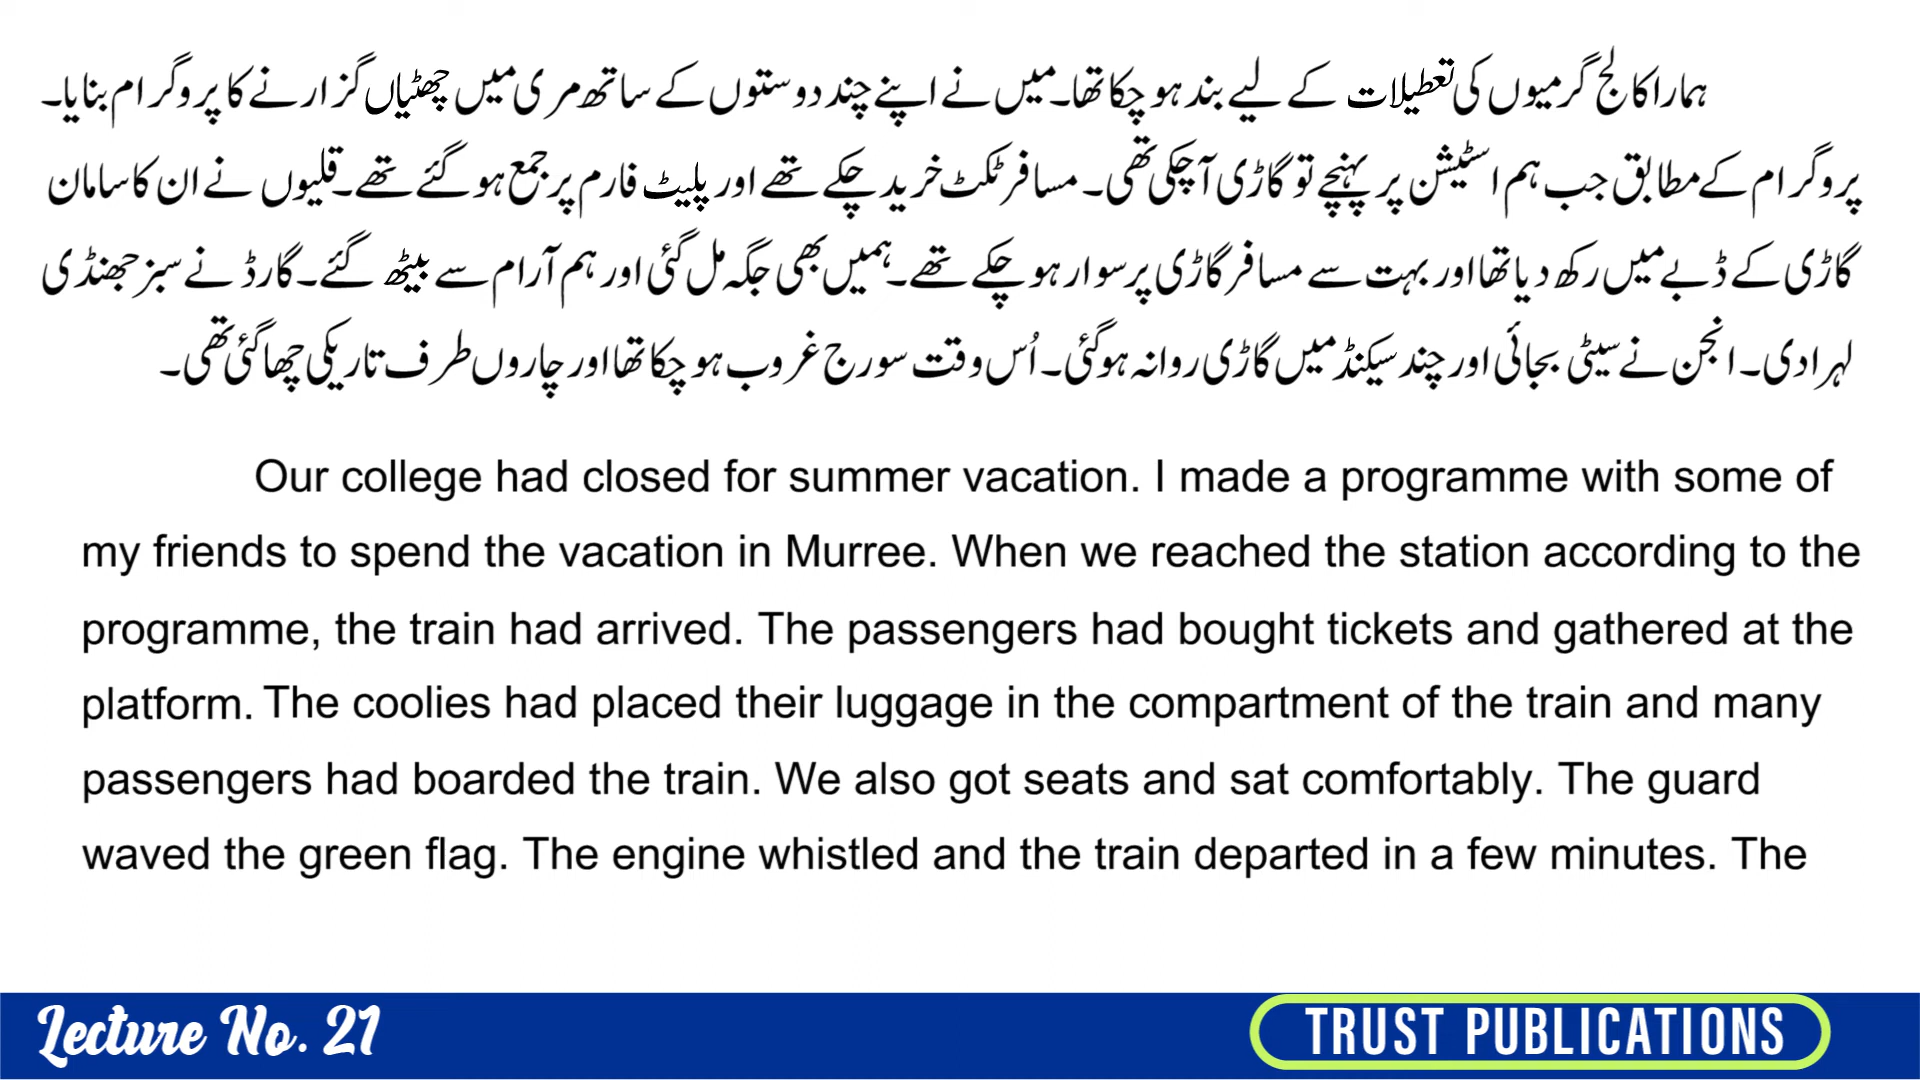 ہمارا کالج گرمیوں کی تعطیلات کے لیے بند ہو چکا تھا۔ میں نے اپنے چند دوستوں کے ساتھ مری میں چھٹیاں گزارنے کا پروگرام بنایا۔
پروگرام کے مطابق جب ہم اسٹیشن پر پہنچے تو گاڑی آ چکی تھی۔ مسافر ٹکٹ خرید چکے تھے اور پلیٹ فارم پر جمع ہو گئے تھے۔ قلیوں نے ان کا سامان
گاڑی کے ڈبے میں رکھ دیا تھا اور بہت سے مسافر گاڑی پر سوار ہو چکے تھے۔ ہمیں بھی جگہ مل گئی اور ہم آرام سے بیٹھ گئے۔ گارڈ نے سبز جھنڈی
لہرا دی۔ انجن نے سیٹی بجائی اور چند سیکنڈ میں گاڑی روانہ ہو گئی۔ اُس وقت سورج غروب ہو چکا تھا اور چاروں طرف تاریکی چھا گئی تھی۔
Our college had closed for summer vacation. I made a programme with some of
my friends to spend the vacation in Murree. When we reached the station according to the
programme, the train had arrived. The passengers had bought tickets and gathered at the
platform. The coolies had placed their luggage in the compartment of the train and many
passengers had boarded the train. We also got seats and sat comfortably. The guard
waved the green flag. The engine whistled and the train departed in a few minutes. The
Lecture No. 21
TRUST PUBLICATIONS